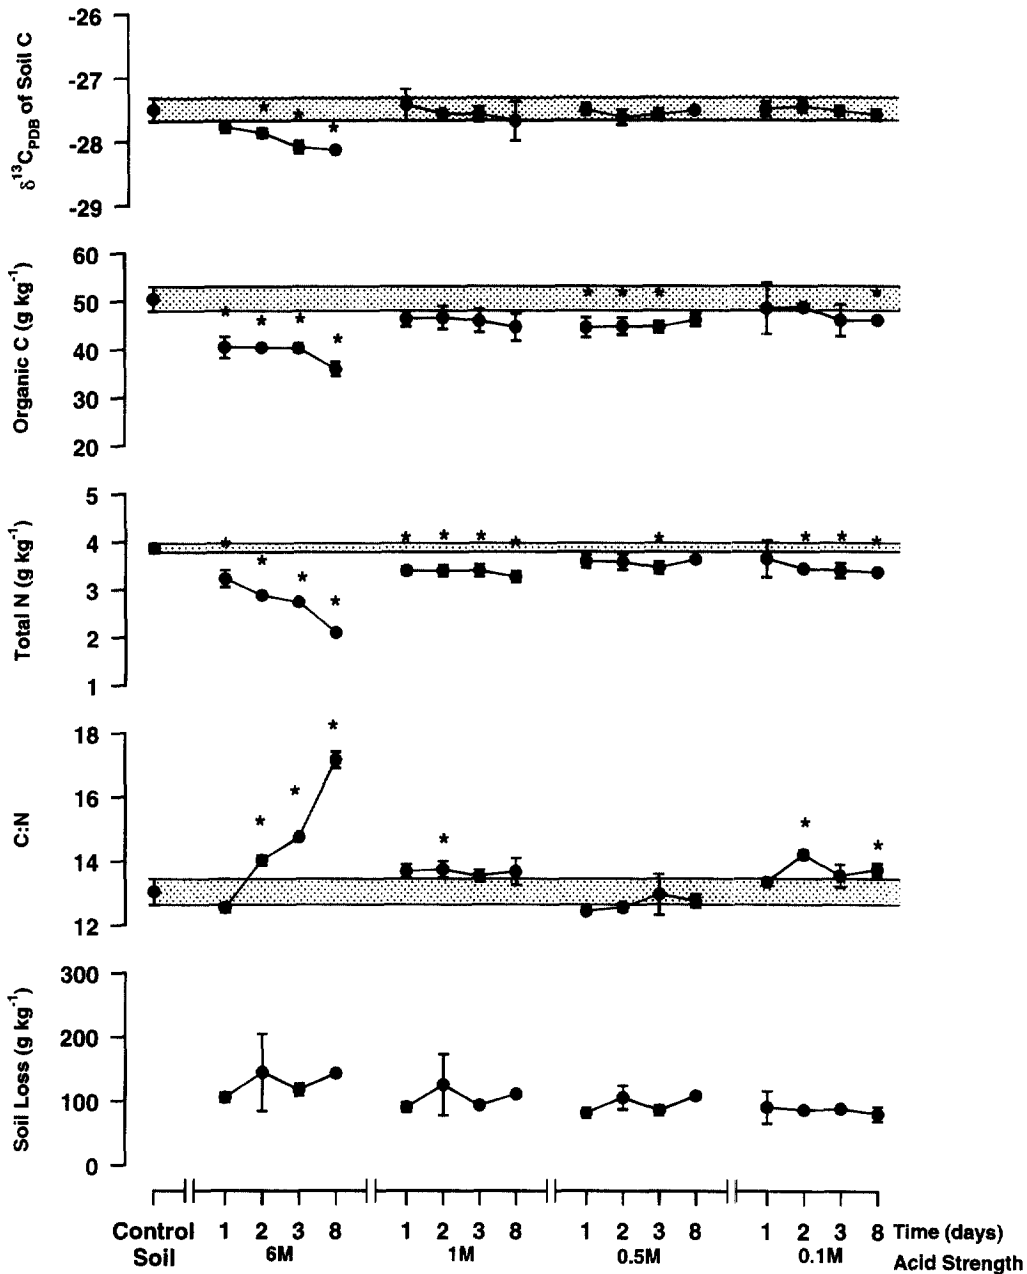 δ13CPDB of Soil C
-26
-27
-28
-29
* * *
Organic C (g kg-1)
60
50
40
30
20
* * * * * * * *
Total N (g kg-1)
5
4
3
2
1
* * * * * * * * * * * *
C:N
18
16
14
12
* * * * * *
Soil Loss (g kg-1)
300
200
100
0
Control Soil
1 2 3 8 1 2 3 8 1 2 3 8 1 2 3 8 Time (days)
6M 1M 0.5M 0.1M Acid Strength